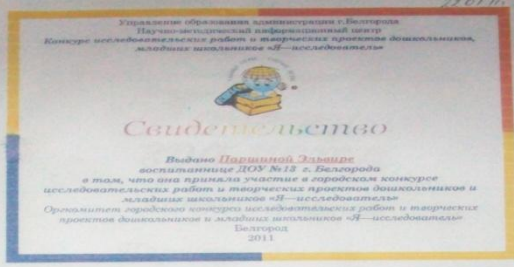 Управление образования администрации г.Белгорода
Научно-методический информационный центр
Конкурс исследовательских работ и творческих проектов дошкольников,
младших школьников «Я—исследователь»
Свидетельство
Выдано Паршиной Эльвире
воспитаннице ДОУ №18 г. Белгорода
о том, что она приняла участие в городском конкурсе
исследовательских работ и творческих проектов дошкольников и
младших школьников «Я—исследователь»
Оргкомитет городского конкурса исследовательских работ и творческих
проектов дошкольников и младших школьников «Я—исследователь»
Белгород
2011